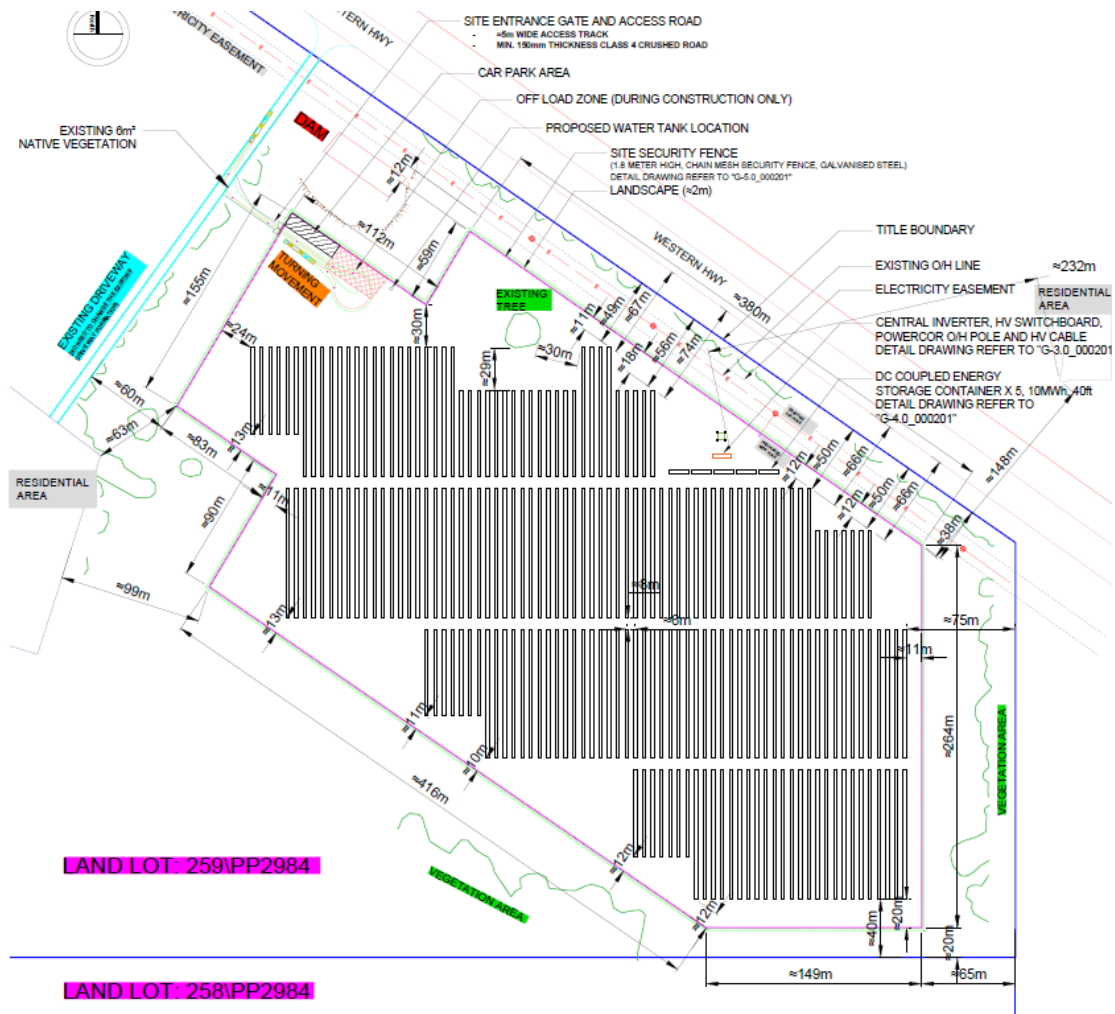 SITE ENTRANCE GATE AND ACCESS ROAD
- ≈5m WIDE ACCESS TRACK
- MIN. 150mm THICKNESS CLASS 4 CRUSHED ROAD
CAR PARK AREA
OFF LOAD ZONE (DURING CONSTRUCTION ONLY)
PROPOSED WATER TANK LOCATION
SITE SECURITY FENCE
(1.8 METER HIGH, CHAIN MESH SECURITY FENCE, GALVANISED STEEL)
DETAIL DRAWING REFER TO "G-5.0_000201"
LANDSCAPE (≈2m)
TITLE BOUNDARY
EXISTING O/H LINE
ELECTRICITY EASEMENT
CENTRAL INVERTER, HV SWITCHBOARD,
POWERCOR O/H POLE AND HV CABLE
DETAIL DRAWING REFER TO "G-3.0_000201
DC COUPLED ENERGY
STORAGE CONTAINER X 5, 10MWh, 40ft
DETAIL DRAWING REFER TO
"G-4.0_000201"
≈232m
RESIDENTIAL
AREA
EASEMENT
HWY
EXISTING 6m²
NATIVE VEGETATION
DAM
≈12m
≈112m
≈59m
TURNING
MOVEMENT
EXISTING DRIVEWAY
≈155m
EXISTING
TREE
WESTERN HWY
≈380m
≈11m
≈49m
≈67m
≈18m
≈56m
≈74m
≈30m
≈30m
≈29m
≈24m
≈60m
≈63m
≈83m
≈13m
≈11m
≈90m
RESIDENTIAL
AREA
≈99m
≈13m
≈12m
≈50m
≈66m
≈12m
≈50m
≈66m
≈148m
≈38m
≈8m
≈6m
≈75m
≈11m
≈264m
VEGETATION AREA
≈11m
≈10m
≈416m
≈12m
≈12m
VEGETATION AREA
≈40m
≈20m
≈20m
≈149m
≈65m
LAND LOT: 259\PP2984
LAND LOT: 258\PP2984